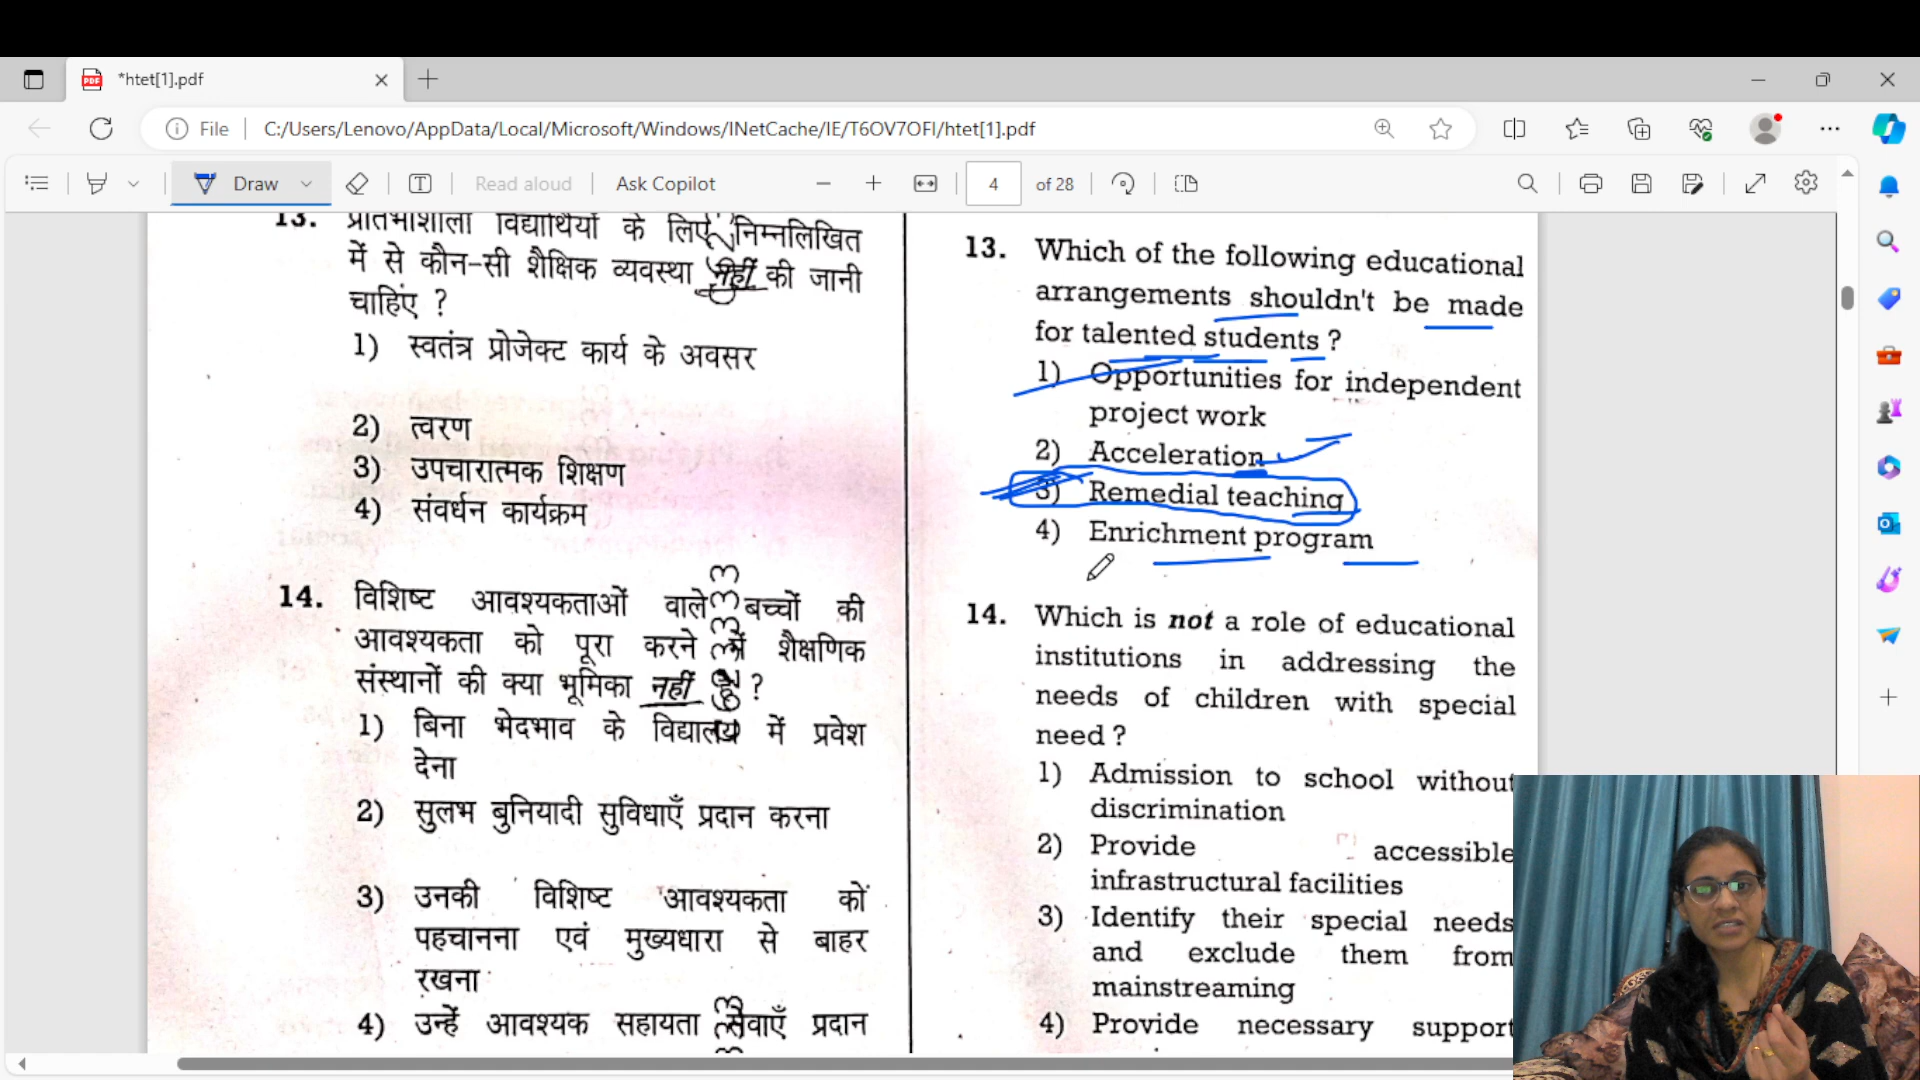 *htet[1].pdf
File
C:/Users/Lenovo/AppData/Local/Microsoft/Windows/INetCache/IE/T6OV7OFI/htet[1].pdf
Draw
Read aloud
Ask Copilot
4
of 28
13. प्रतिभाशाली विद्यार्थियों के लिए निम्नलिखित
में से कौन-सी शैक्षिक व्यवस्था नहीं की जानी
चाहिएं ?
1) स्वतंत्र प्रोजेक्ट कार्य के अवसर
2) त्वरण
3) उपचारात्मक शिक्षण
4) संवर्धन कार्यक्रम
14. विशिष्ट आवश्यकताओं वाले बच्चों की
आवश्यकता को पूरा करने में शैक्षणिक
संस्थानों की क्या भूमिका नहीं है ?
1) बिना भेदभाव के विद्यालय में प्रवेश
देना
2) सुलभ बुनियादी सुविधाएँ प्रदान करना
3) उनकी विशिष्ट आवश्यकता को
पहचानना एवं मुख्यधारा से बाहर
रखना
4) उन्हें आवश्यक सहायता सेवाएँ प्रदान
13. Which of the following educational
arrangements shouldn't be made
for talented students ?
1) Opportunities for independent
project work
2) Acceleration
3) Remedial teaching
4) Enrichment program
14. Which is not a role of educational
institutions in addressing the
needs of children with special
need ?
1) Admission to school without
discrimination
2) Provide accessible
infrastructural facilities
3) Identify their special needs
and exclude them from
mainstreaming
4) Provide necessary support